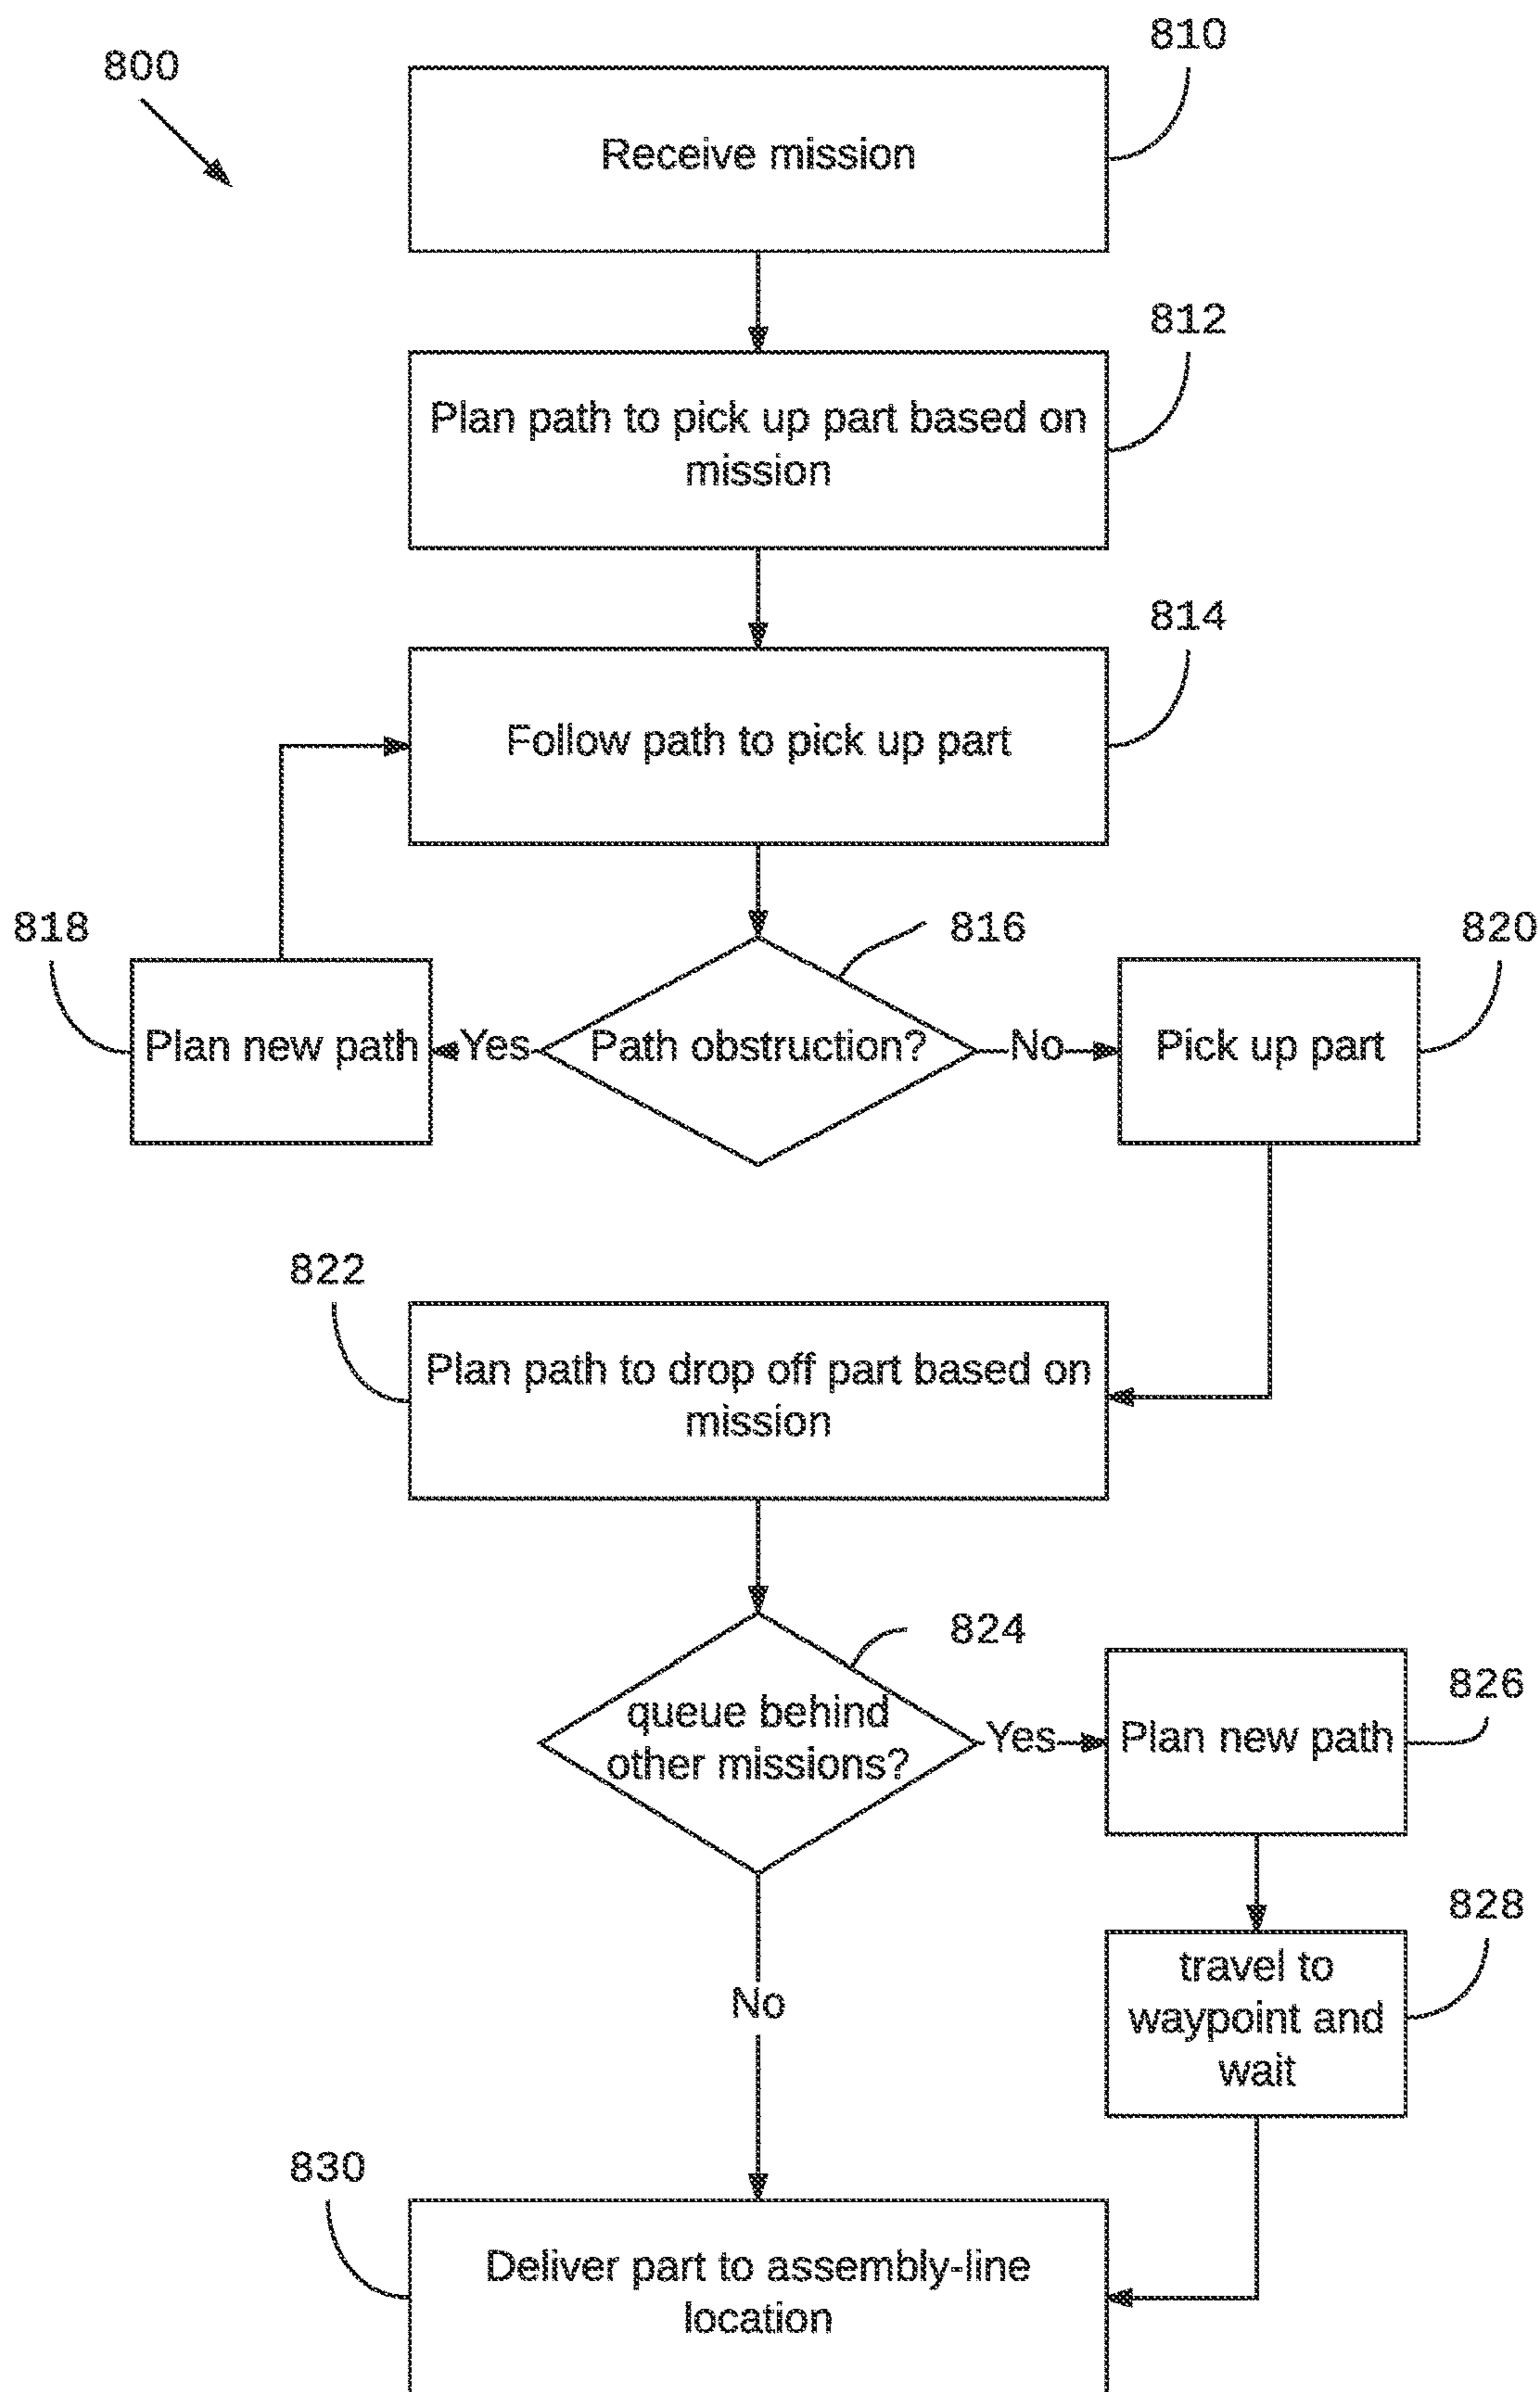 800
810
Receive mission
812
Plan path to pick up part based on
mission
814
Follow path to pick up part
818
816
820
Plan new path
Yes
Path obstruction?
No
Pick up part
822
Plan path to drop off part based on
mission
824
queue behind
other missions?
Yes
826
Plan new path
828
travel to
waypoint and
wait
No
830
Deliver part to assembly-line
location